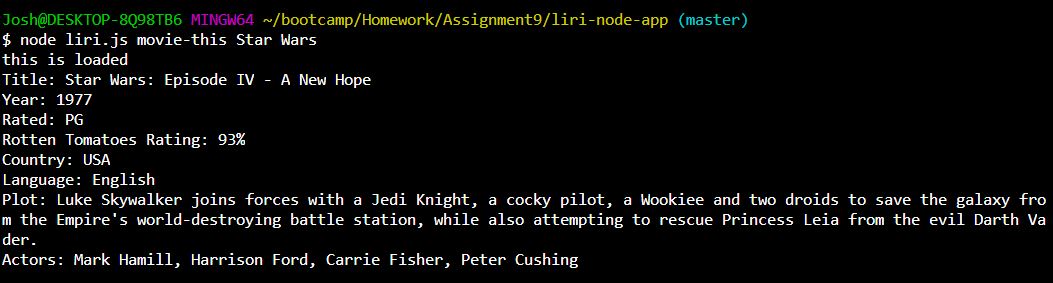 Josh@DESKTOP-8Q98TB6 MINGW64 ~/bootcamp/Homework/Assignment9/liri-node-app (master)
$ node liri.js movie-this Star Wars
this is loaded
Title: Star Wars: Episode IV - A New Hope
Year: 1977
Rated: PG
Rotten Tomatoes Rating: 93%
Country: USA
Language: English
Plot: Luke Skywalker joins forces with a Jedi Knight, a cocky pilot, a Wookiee and two droids to save the galaxy fro
m the Empire's world-destroying battle station, while also attempting to rescue Princess Leia from the evil Darth Va
der.
Actors: Mark Hamill, Harrison Ford, Carrie Fisher, Peter Cushing